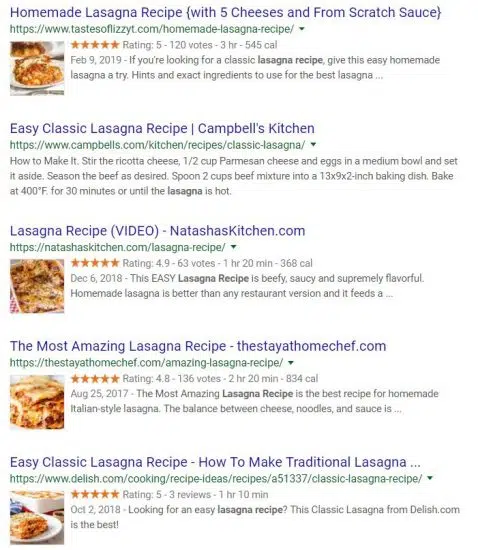 Homemade Lasagna Recipe {with 5 Cheeses and From Scratch Sauce}
https://www.tastesoflizzyt.com/homemade-lasagna-recipe/
Rating: 5 - 120 votes - 3 hr - 545 cal
Feb 9, 2019 - If you're looking for a classic lasagna recipe, give this easy homemade
lasagna a try. Hints and exact ingredients to use for the best lasagna ...
Easy Classic Lasagna Recipe | Campbell's Kitchen
https://www.campbells.com/kitchen/recipes/classic-lasagna/
How to Make It. Stir the ricotta cheese, 1/2 cup Parmesan cheese and eggs in a medium bowl and set
it aside. Season the beef as desired. Spoon 2 cups beef mixture into a 13x9x2-inch baking dish. Bake
at 400°F. for 30 minutes or until the lasagna is hot.
Lasagna Recipe (VIDEO) - NatashasKitchen.com
https://natashaskitchen.com/lasagna-recipe/
Rating: 4.9 - 63 votes - 1 hr 20 min - 368 cal
Dec 6, 2018 - This EASY Lasagna Recipe is beefy, saucy and supremely flavorful.
Homemade lasagna is better than any restaurant version and it feeds a ...
The Most Amazing Lasagna Recipe - thestayathomechef.com
https://thestayathomechef.com/amazing-lasagna-recipe/
Rating: 4.8 - 136 votes - 2 hr 20 min - 834 cal
Aug 25, 2017 - The Most Amazing Lasagna Recipe is the best recipe for homemade
Italian-style lasagna. The balance between cheese, noodles, and sauce is ...
Easy Classic Lasagna Recipe - How To Make Traditional Lasagna ...
https://www.delish.com/cooking/recipe-ideas/recipes/a51337/classic-lasagna-recipe/
Rating: 5 - 3 reviews - 1 hr 10 min
Oct 2, 2018 - Looking for an easy lasagna recipe? This Classic Lasagna from Delish.com
is the best!